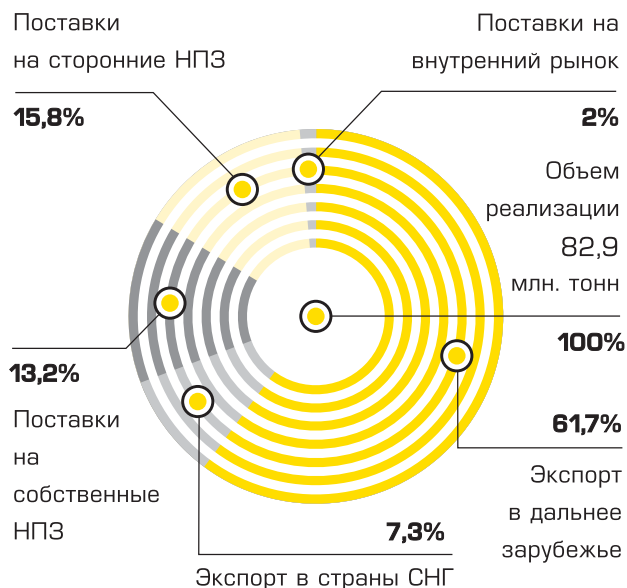 Поставки
на сторонние НПЗ
15,8%
Поставки на
внутренний рынок
2%
Объем
реализации
82,9
млн. тонн
100%
61,7%
Экспорт
в дальнее
зарубежье
13,2%
Поставки
на
собственные
НПЗ
7,3%
Экспорт в страны СНГ